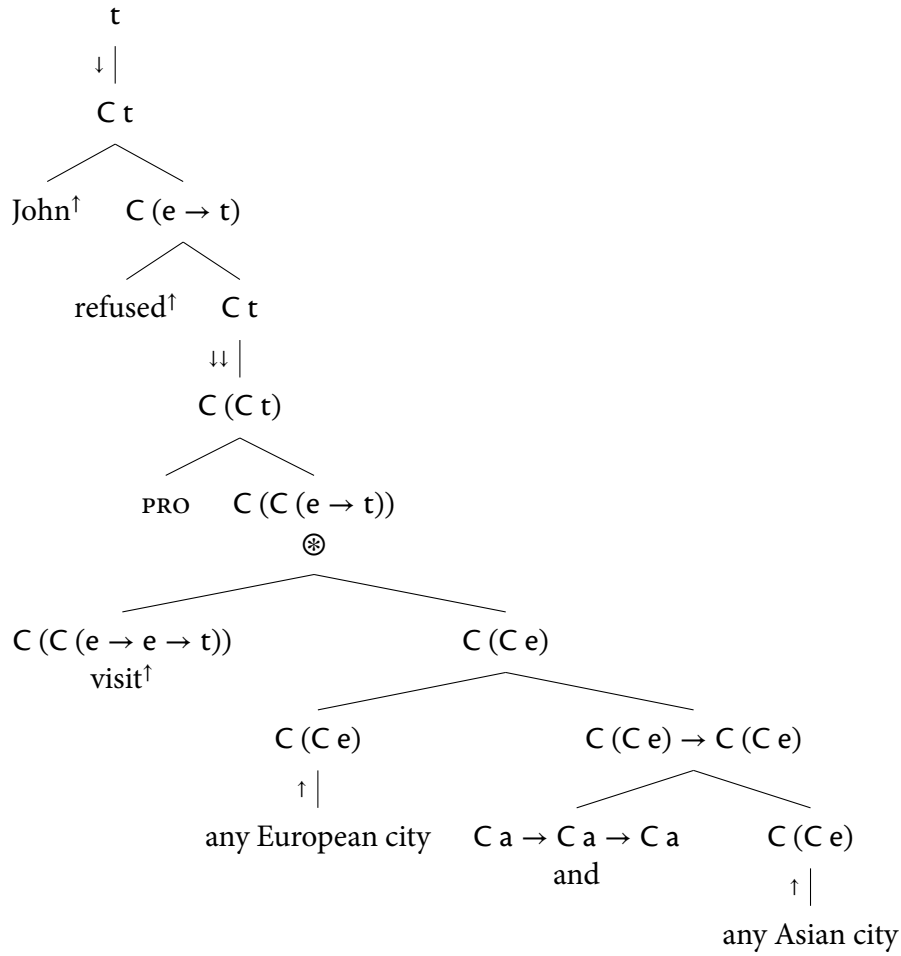 t
↓
C t
John↑ C (e → t)
refused↑ C t
↓↓
C (C t)
PRO C (C (e → t))
⊛
C (C (e → e → t)) C (C e)
visit↑
C (C e) C (C e) → C (C e)
↑
any European city C a → C a → C a C (C e)
and
↑
any Asian city